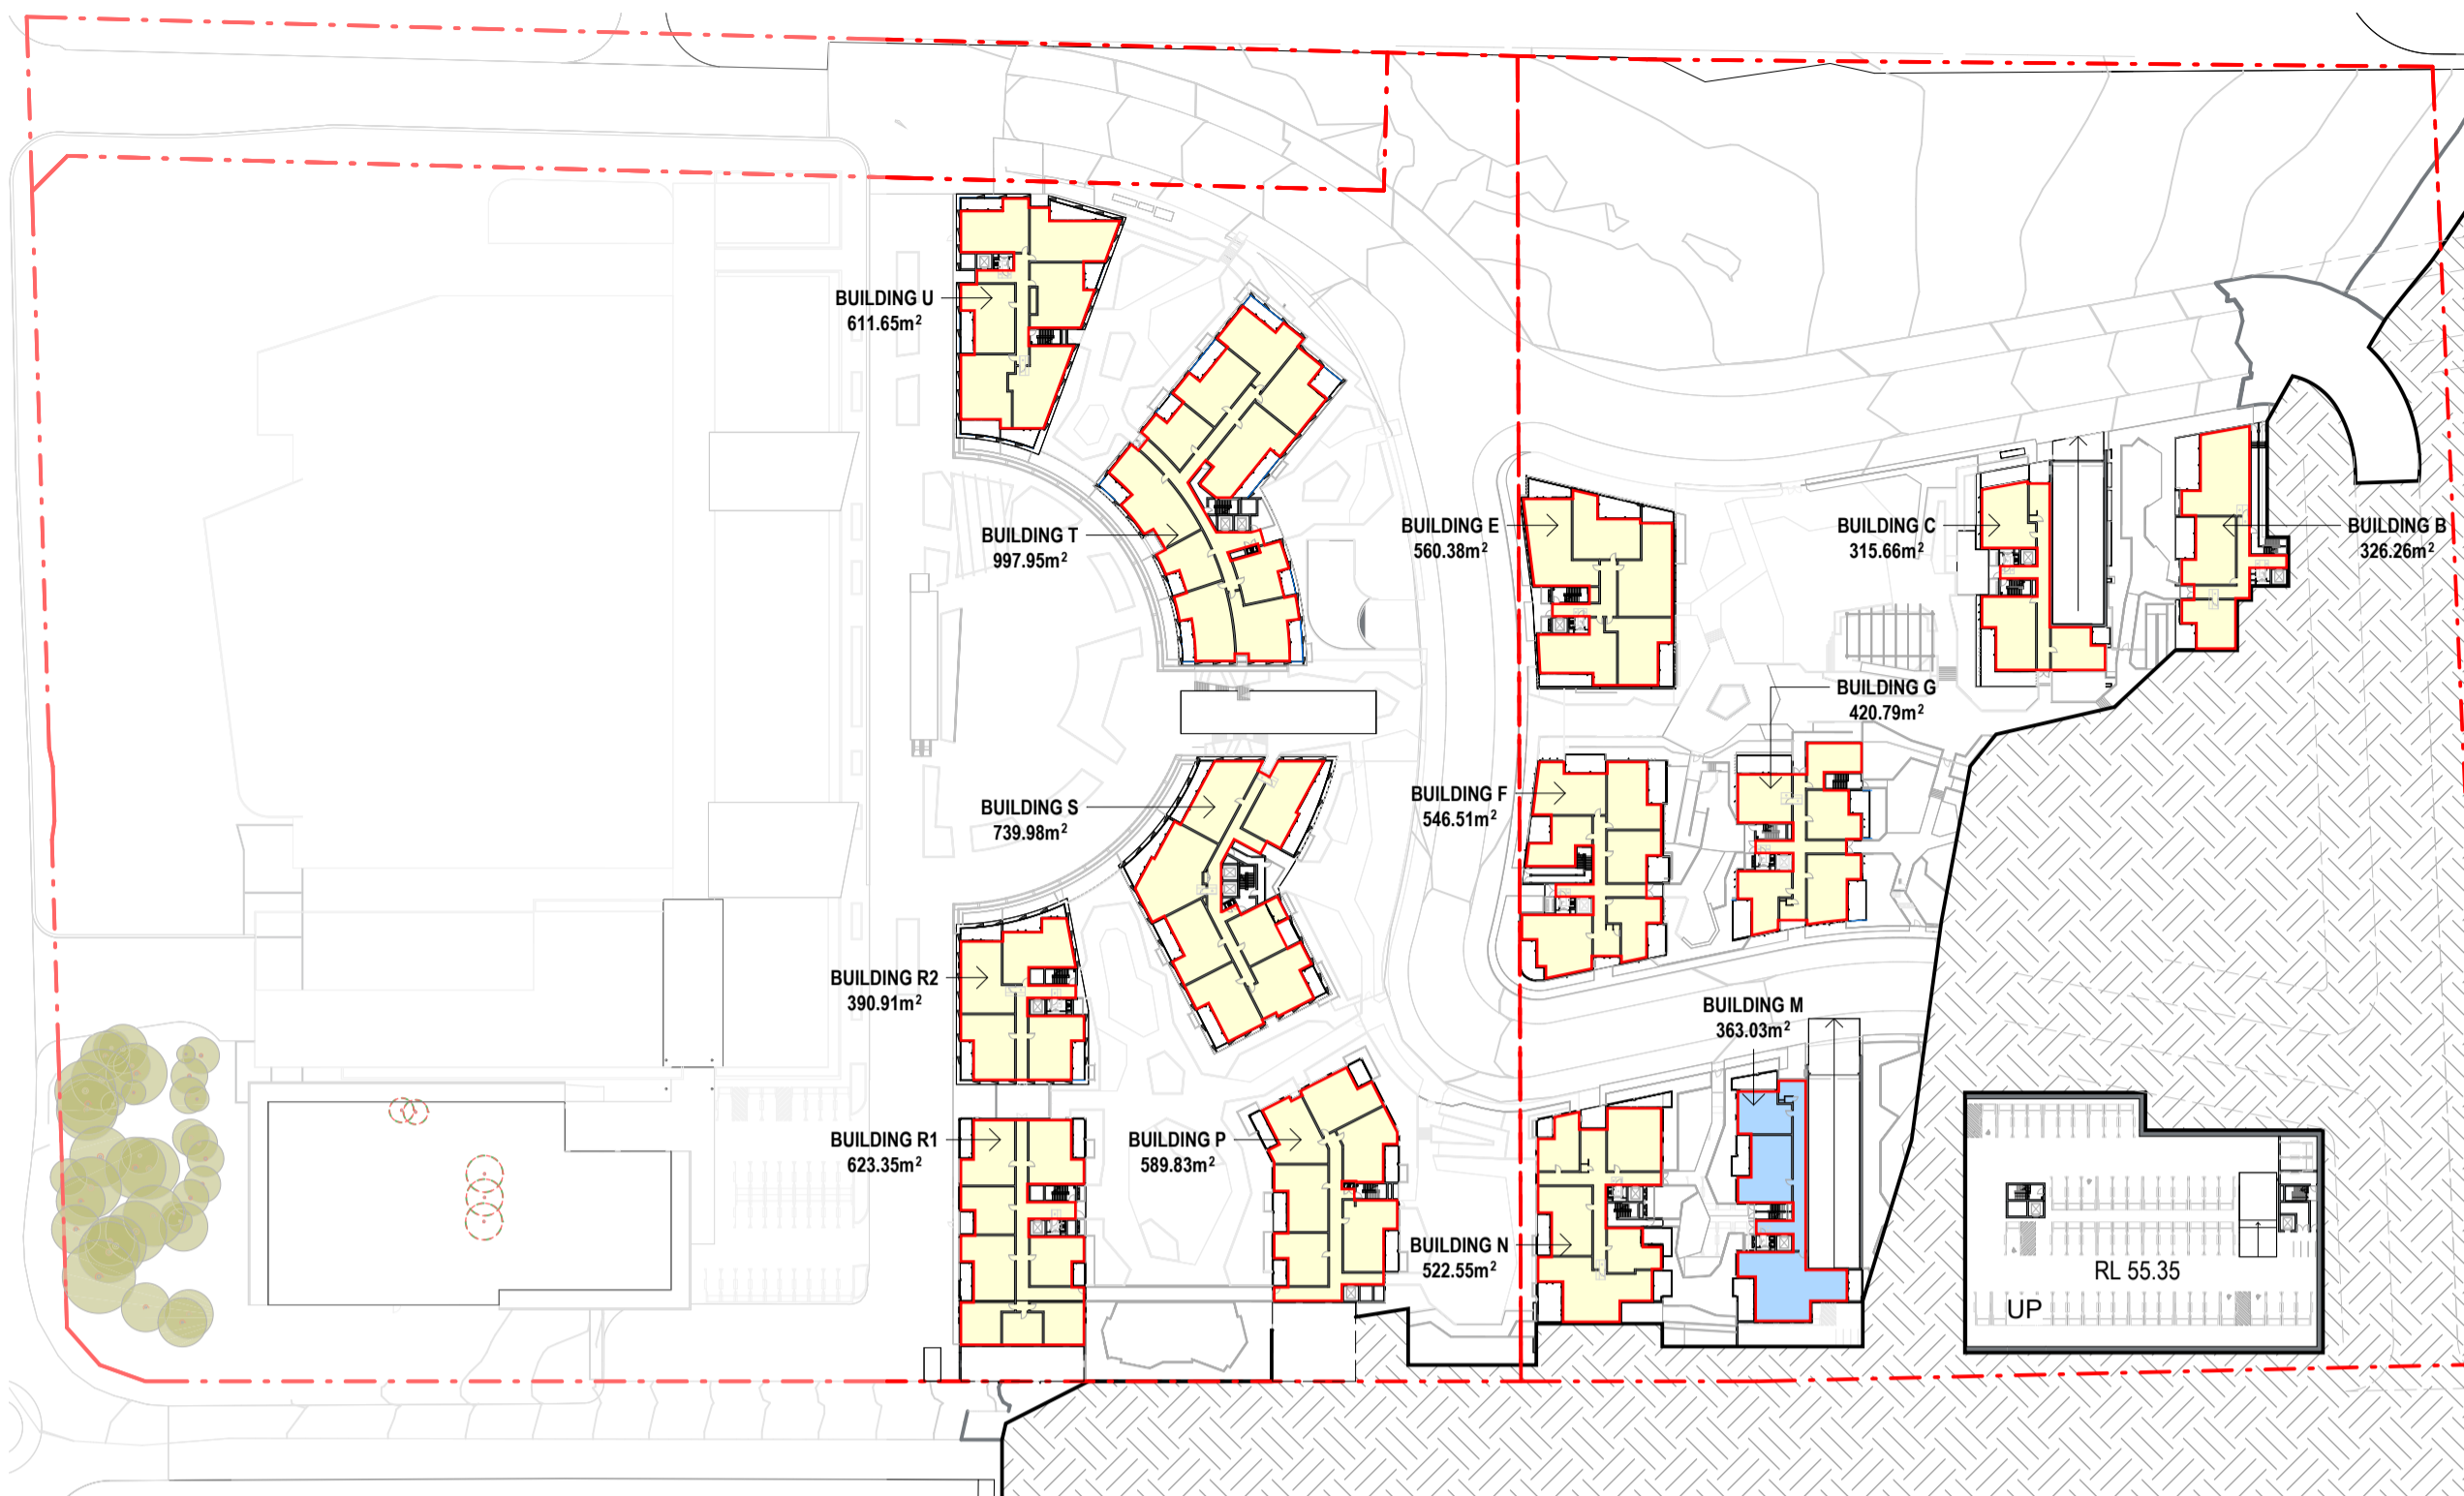 BUILDING U
611.65m²
BUILDING T
997.95m²
BUILDING E
560.38m²
BUILDING C
315.66m²
BUILDING B
326.26m²
BUILDING G
420.79m²
BUILDING S
739.98m²
BUILDING F
546.51m²
BUILDING R2
390.91m²
BUILDING M
363.03m²
BUILDING R1
623.35m²
BUILDING P
589.83m²
BUILDING N
522.55m²
RL 55.35
UP